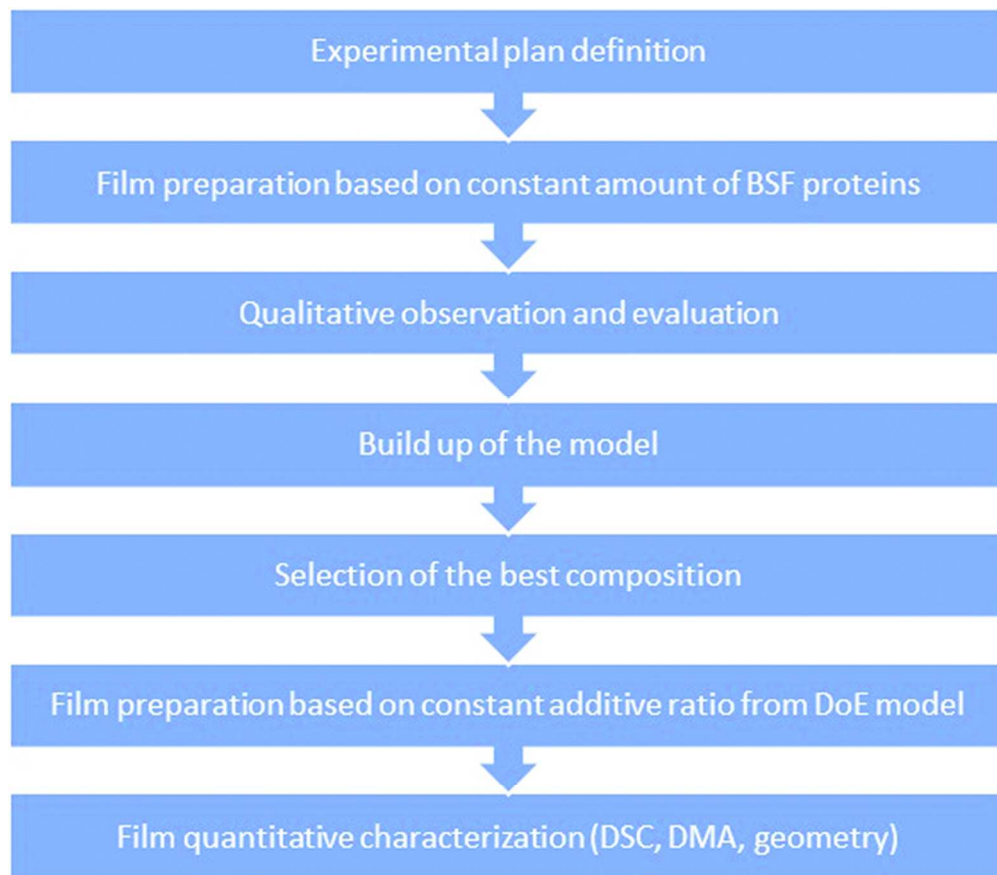 Experimental plan definition
Film preparation based on constant amount of BSF proteins
Qualitative observation and evaluation
Build up of the model
Selection of the best composition
Film preparation based on constant additive ratio from DoE model
Film quantitative characterization (DSC, DMA, geometry)